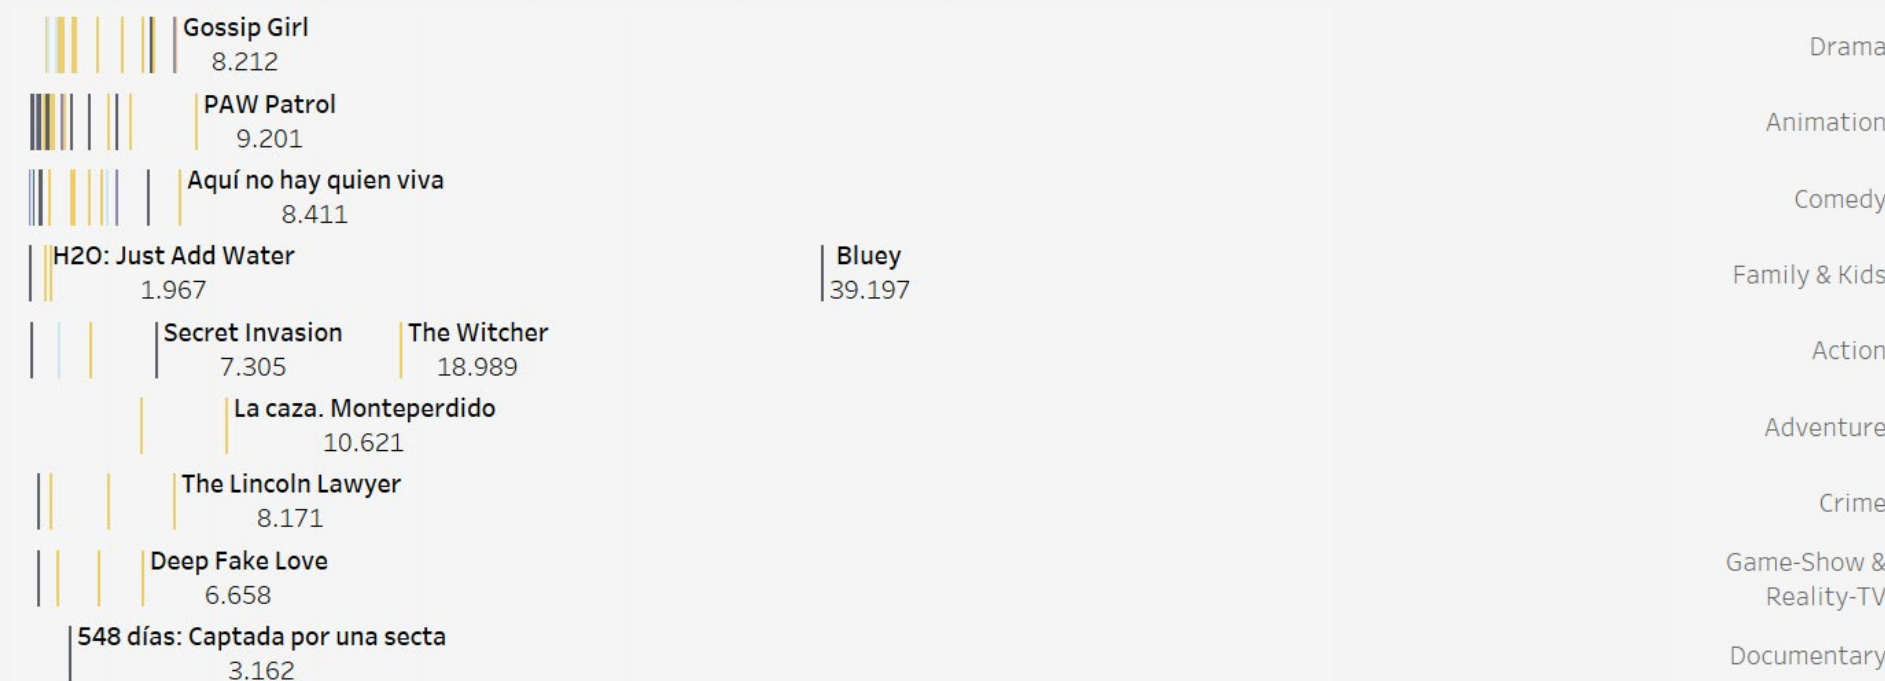 Gossip Girl
8.212
Drama
PAW Patrol
9.201
Animation
Aquí no hay quien viva
8.411
Comedy
H2O: Just Add Water
1.967
Bluey
39.197
Family & Kids
Secret Invasion
7.305
The Witcher
18.989
Action
La caza. Monteperdido
10.621
Adventure
The Lincoln Lawyer
8.171
Crime
Deep Fake Love
6.658
Game-Show &
Reality-TV
548 días: Captada por una secta
3.162
Documentary